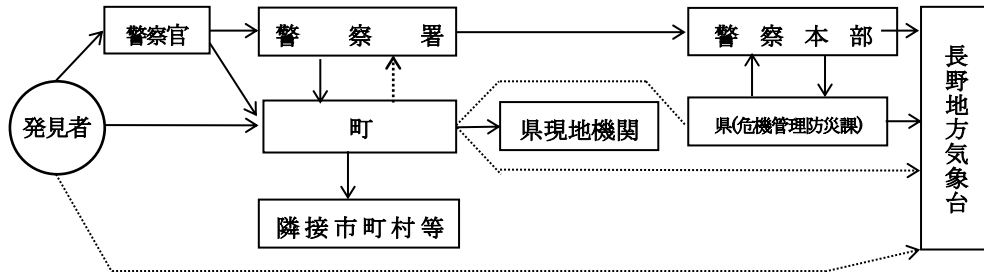 警察官
警察署
警察本部
発見者
町
県現地機関
県(危機管理防災課)
長野地方気象台
隣接市町村等